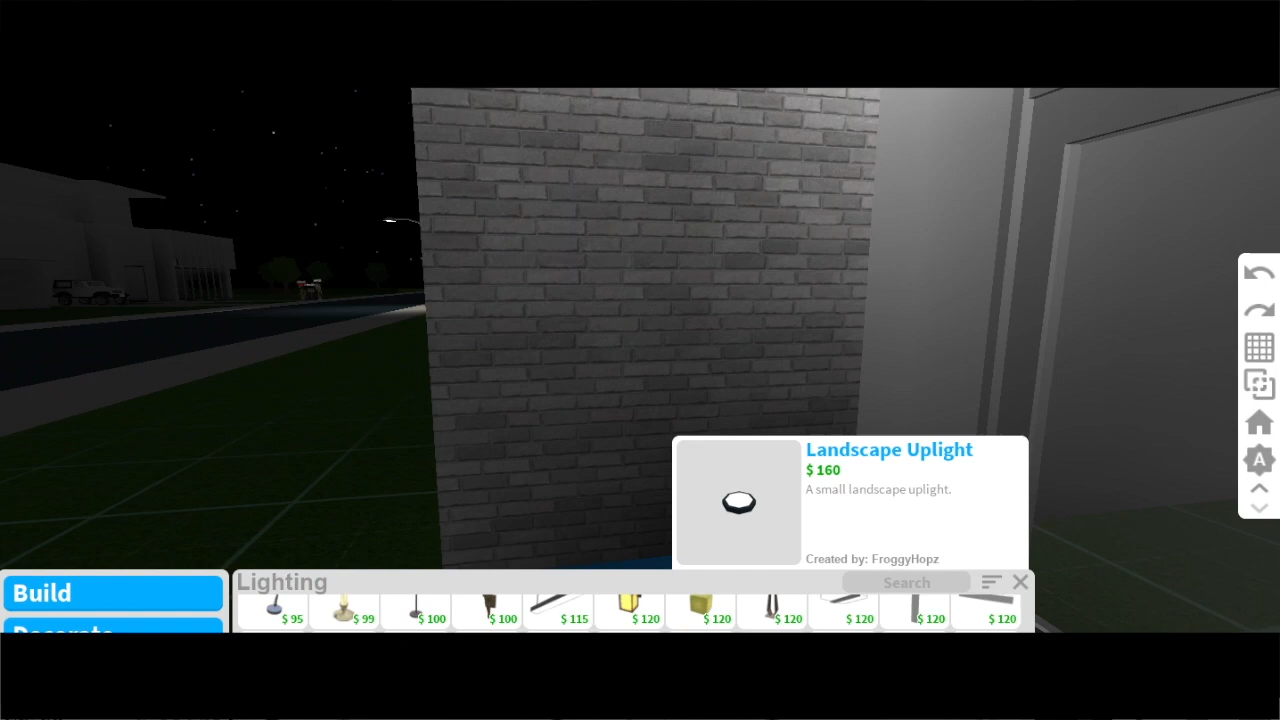 Landscape Uplight
$ 160
A small landscape uplight.
Created by: FroggyHopz
Build
Lighting
Search
$ 95
$ 99
$ 100
$ 100
$ 115
$ 120
$ 120
$ 120
$ 120
$ 120
$ 120
Decorate
A